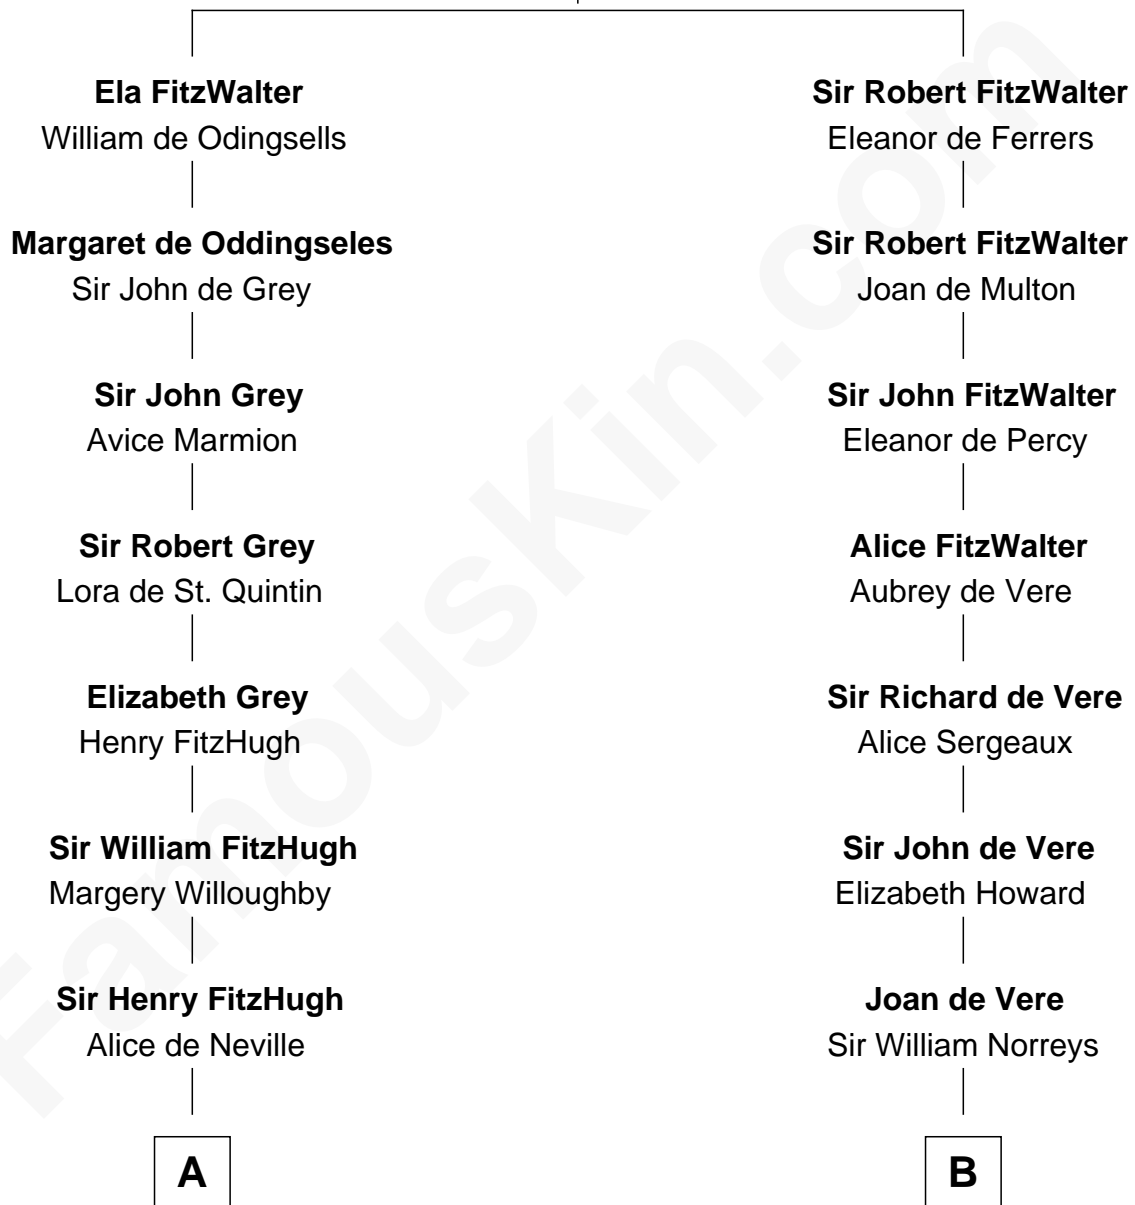 Ela FitzWalter
William de Odingsells
Margaret de Oddingseles
Sir John de Grey
Sir John Grey
Avice Marmion
Sir Robert Grey
Lora de St. Quintin
Elizabeth Grey
Henry FitzHugh
Sir William FitzHugh
Margery Willoughby
Sir Henry FitzHugh
Alice de Neville
A
Sir Robert FitzWalter
Eleanor de Ferrers
Sir Robert FitzWalter
Joan de Multon
Sir John FitzWalter
Eleanor de Percy
Alice FitzWalter
Aubrey de Vere
Sir Richard de Vere
Alice Sergeaux
Sir John de Vere
Elizabeth Howard
Joan de Vere
Sir William Norreys
B
FamousKin.com